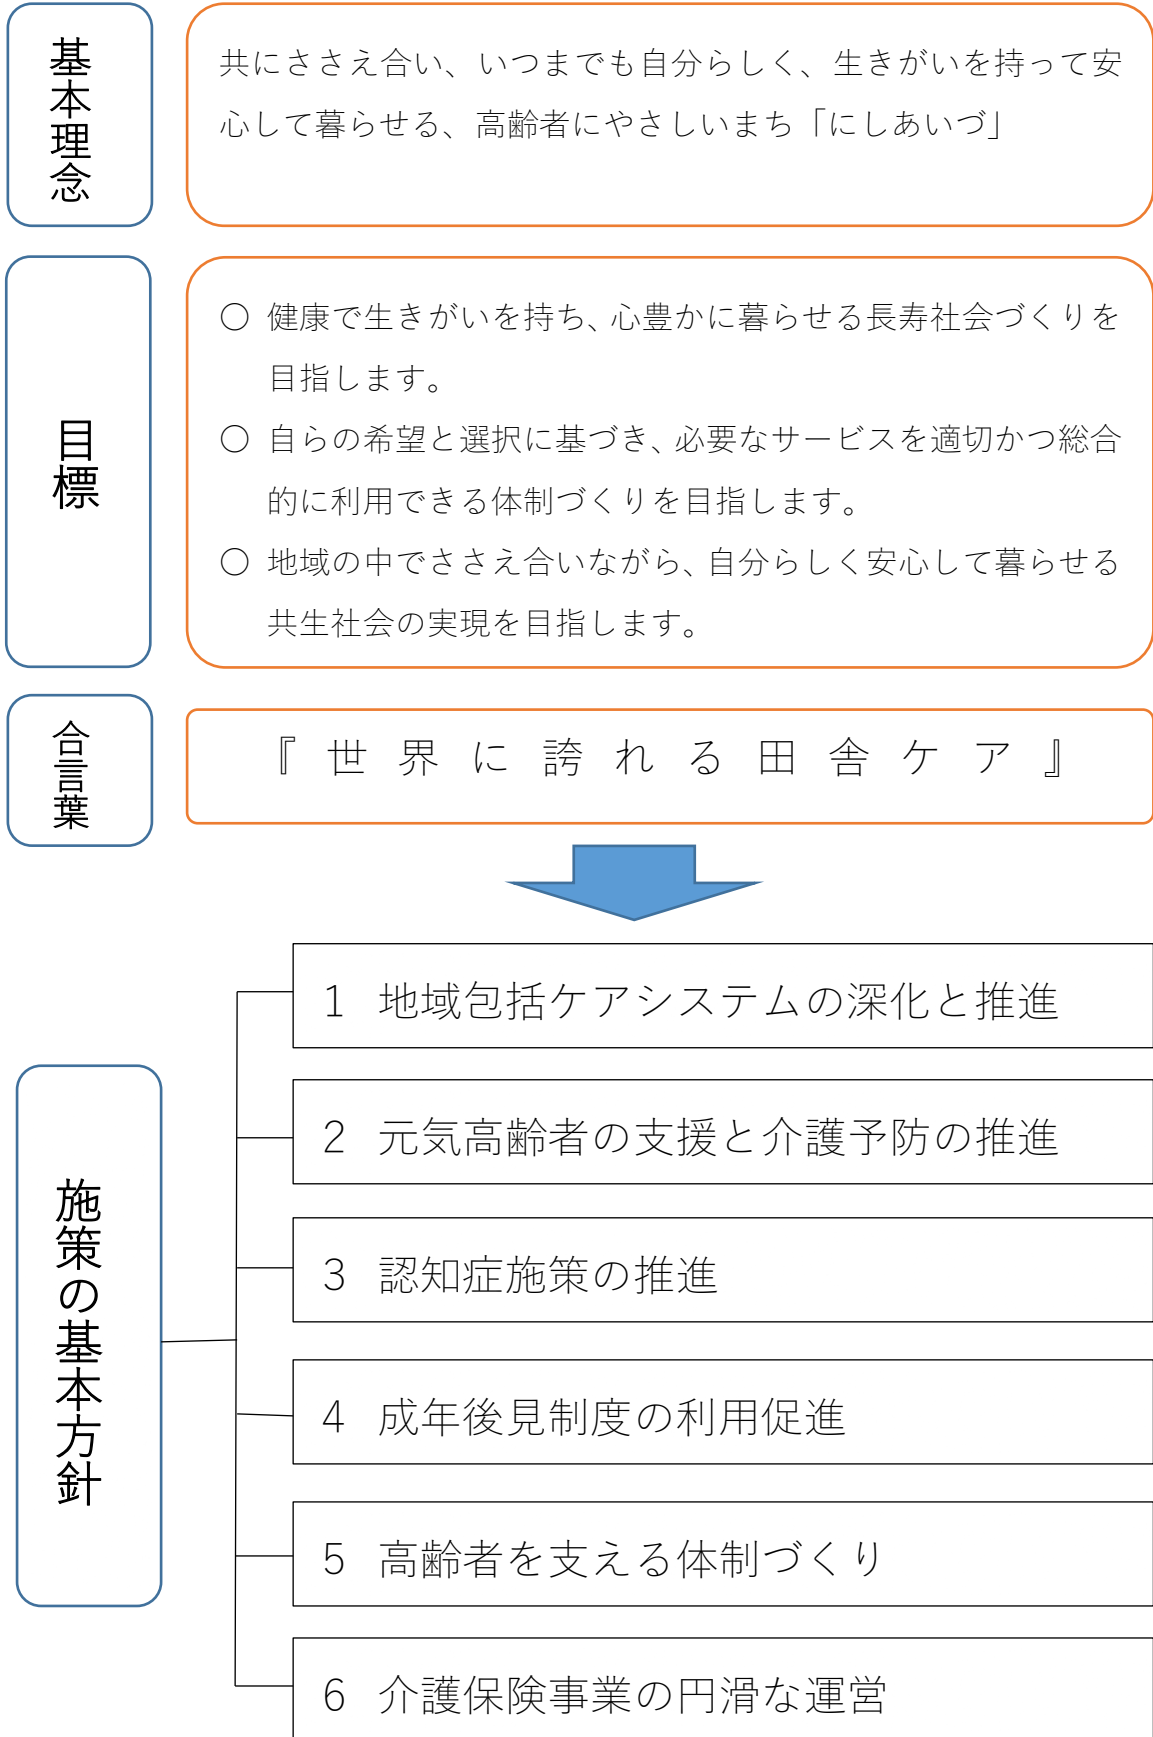 基本理念
共にささえ合い、いつまでも自分らしく、生きがいを持って安
心して暮らせる、高齢者にやさしいまち「にしあいづ」
目標
○ 健康で生きがいを持ち、心豊かに暮らせる長寿社会づくりを
目指します。
○ 自らの希望と選択に基づき、必要なサービスを適切かつ総合
的に利用できる体制づくりを目指します。
○ 地域の中でささえ合いながら、自分らしく安心して暮らせる
共生社会の実現を目指します。
合言葉
『世界に誇れる田舎ケア』
施策の基本方針
1 地域包括ケアシステムの深化と推進
2 元気高齢者の支援と介護予防の推進
3 認知症施策の推進
4 成年後見制度の利用促進
5 高齢者を支える体制づくり
6 介護保険事業の円滑な運営